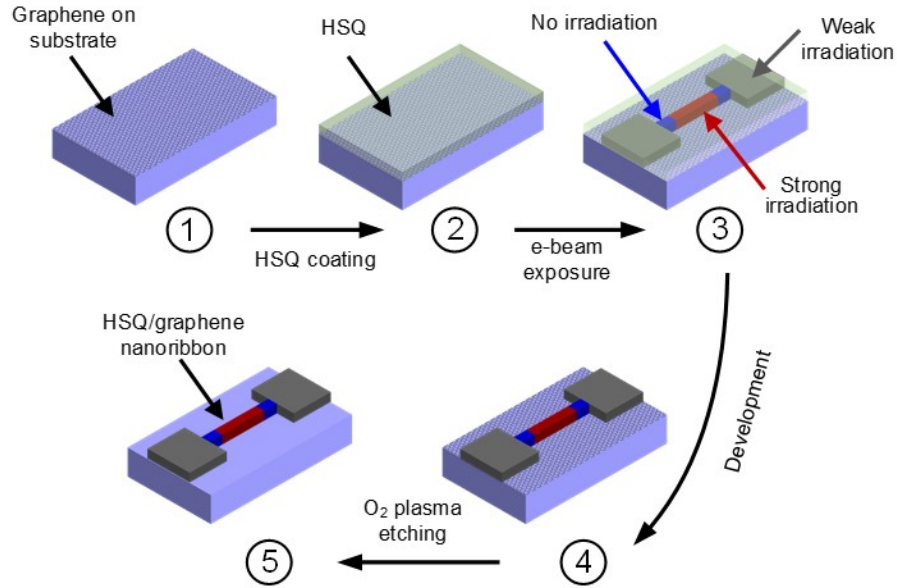 Graphene on
substrate
HSQ
No irradiation
Weak
irradiation
Strong
irradiation
1
HSQ coating
2
e-beam
exposure
3
Development
HSQ/graphene
nanoribbon
O₂ plasma
etching
5
4